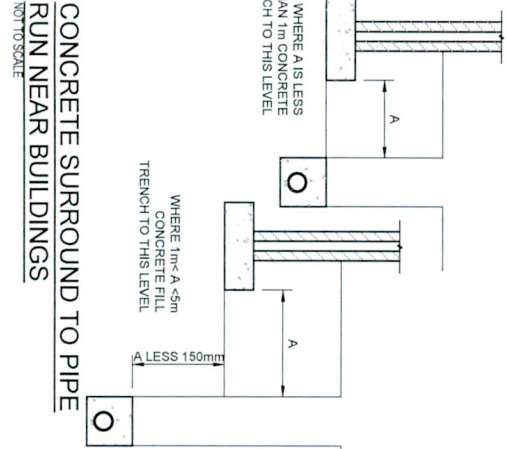 WHERE A IS LESS
AN 1m CONCRETE
CH TO THIS LEVEL
A
WHERE 1m< A <5m
CONCRETE FILL
TRENCH TO THIS LEVEL
A
A LESS 150mm
CONCRETE SURROUND TO PIPE
RUN NEAR BUILDINGS
NOT TO SCALE